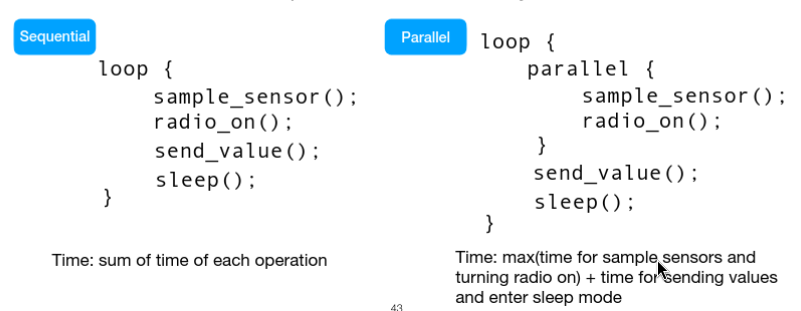 Sequential
loop {
sample_sensor();
radio_on();
send_value();
sleep();
}
Time: sum of time of each operation
Parallel
loop {
parallel {
sample_sensor();
radio_on();
}
send_value();
sleep();
}
Time: max(time for sample sensors and
turning radio on) + time for sending values
and enter sleep mode
43